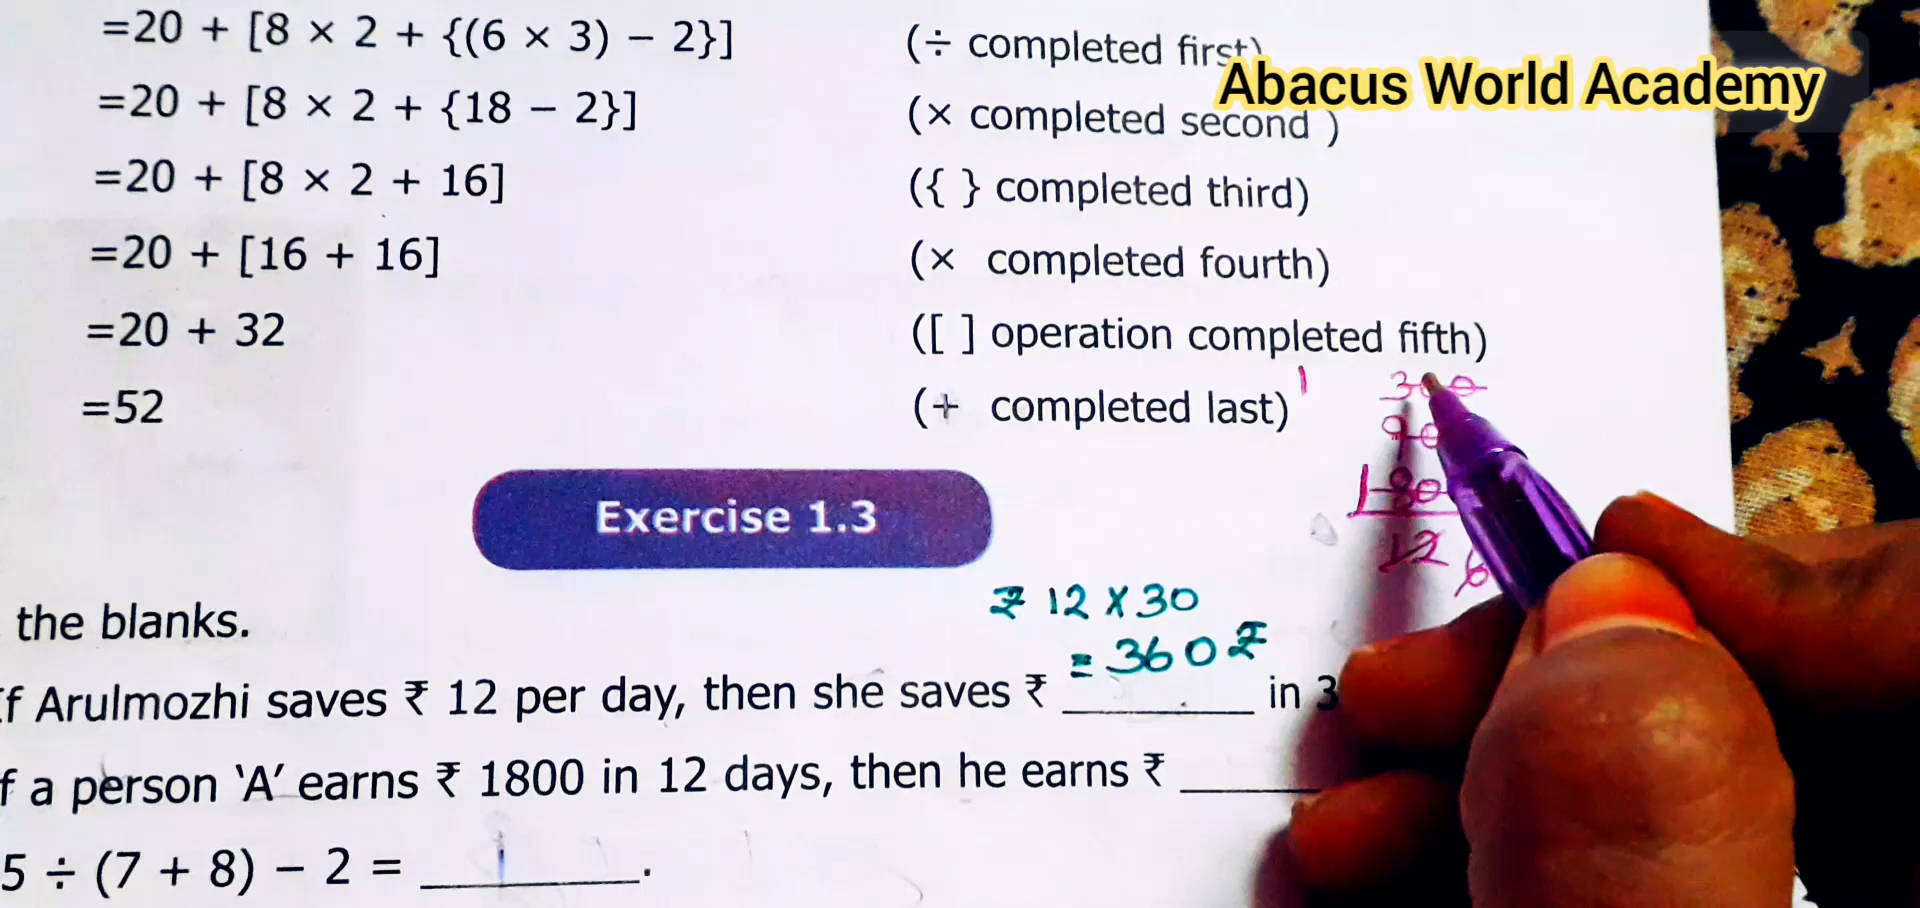 =20 + [8 × 2 + {(6 × 3) − 2}] (÷ completed first)
Abacus World Academy
=20 + [8 × 2 + {18 − 2}] (× completed second )
=20 + [8 × 2 + 16] ({ } completed third)
=20 + [16 + 16] (× completed fourth)
=20 + 32 ([ ] operation completed fifth)
=52 (+ completed last)
Exercise 1.3
₹ 12 × 30
the blanks.
= 360 ₹
f Arulmozhi saves ₹ 12 per day, then she saves ₹ ________ in 3
f a person ‘A’ earns ₹ 1800 in 12 days, then he earns ₹ ______
5 ÷ (7 + 8) − 2 = ________.